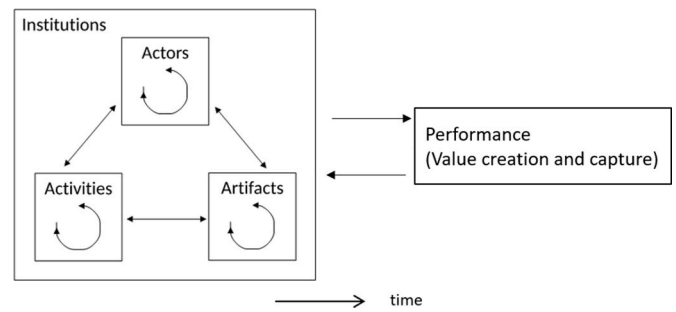 Institutions
Actors
Activities
Artifacts
Performance
(Value creation and capture)
time